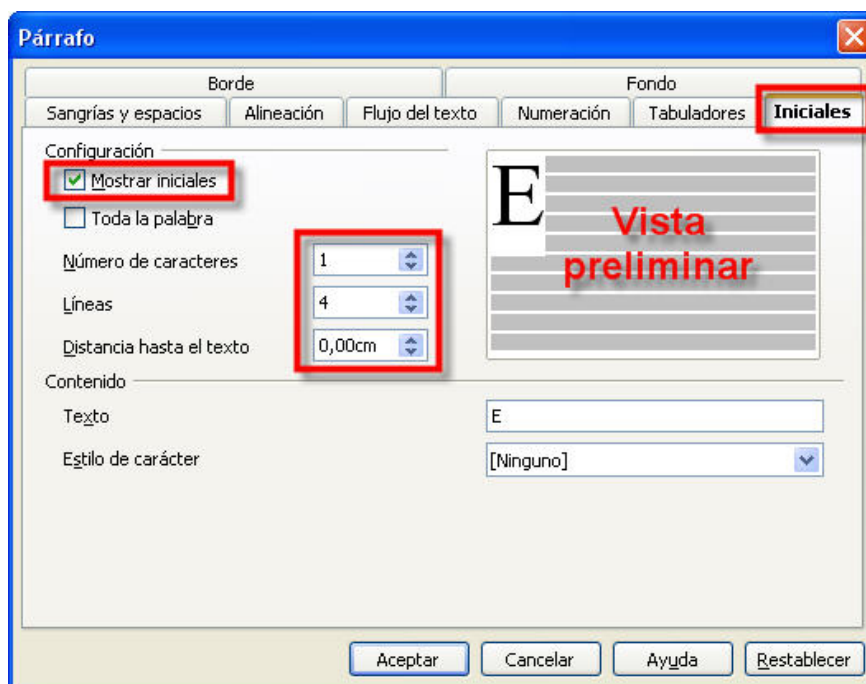 Párrafo
Borde Fondo
Sangrías y espacios Alineación Flujo del texto Numeración Tabuladores Iniciales
Configuración
Mostrar iniciales
Toda la palabra
Número de caracteres 1
Líneas 4
Distancia hasta el texto 0,00cm
E
Vista
preliminar
Contenido
Texto E
Estilo de carácter [Ninguno]
Aceptar Cancelar Ayuda Restablecer